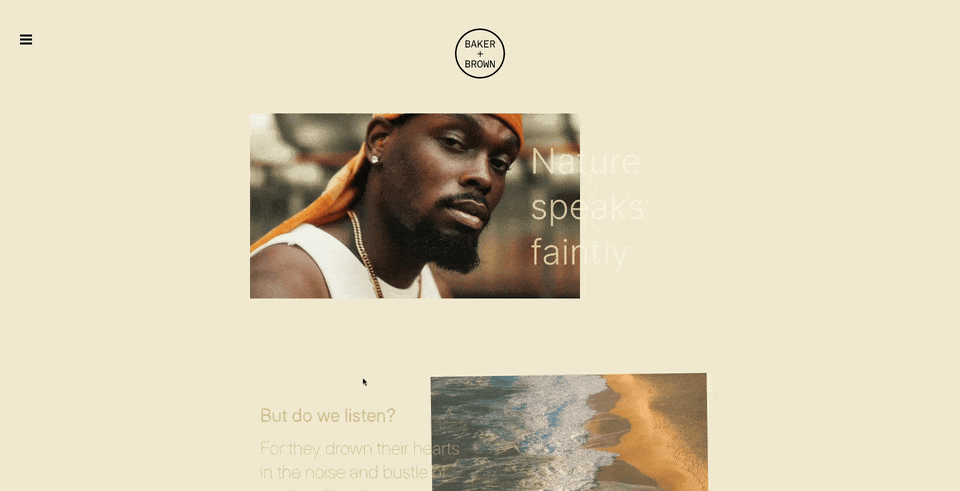 BAKER
+
BROWN
Nature
speaks
faintly
But do we listen?
For they drown their hearts
in the noise and bustle of